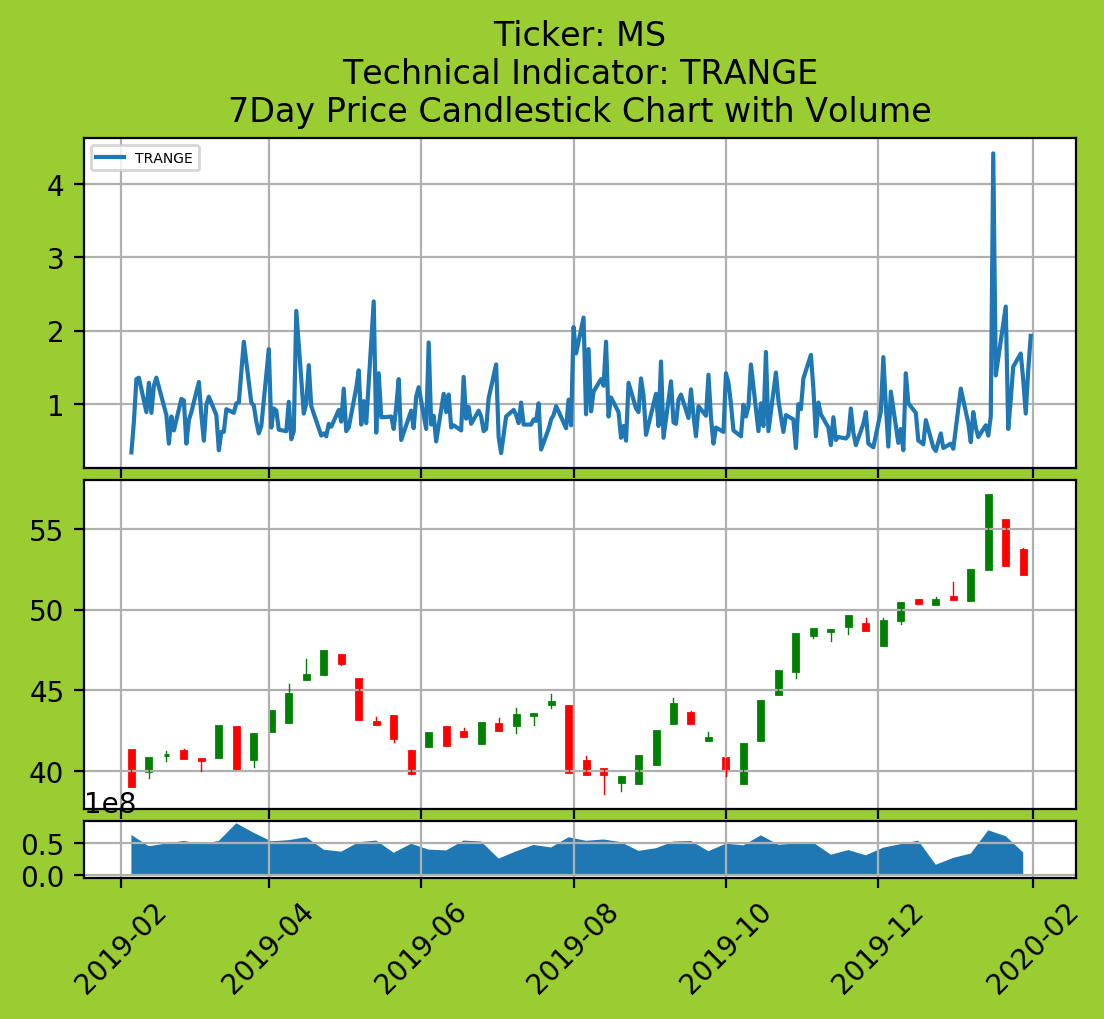 Ticker: MS
Technical Indicator: TRANGE
7Day Price Candlestick Chart with Volume
TRANGE
4
3
2
1
55
50
45
40
1e8
0.5
0.0
2019-02 2019-04 2019-06 2019-08 2019-10 2019-12 2020-02